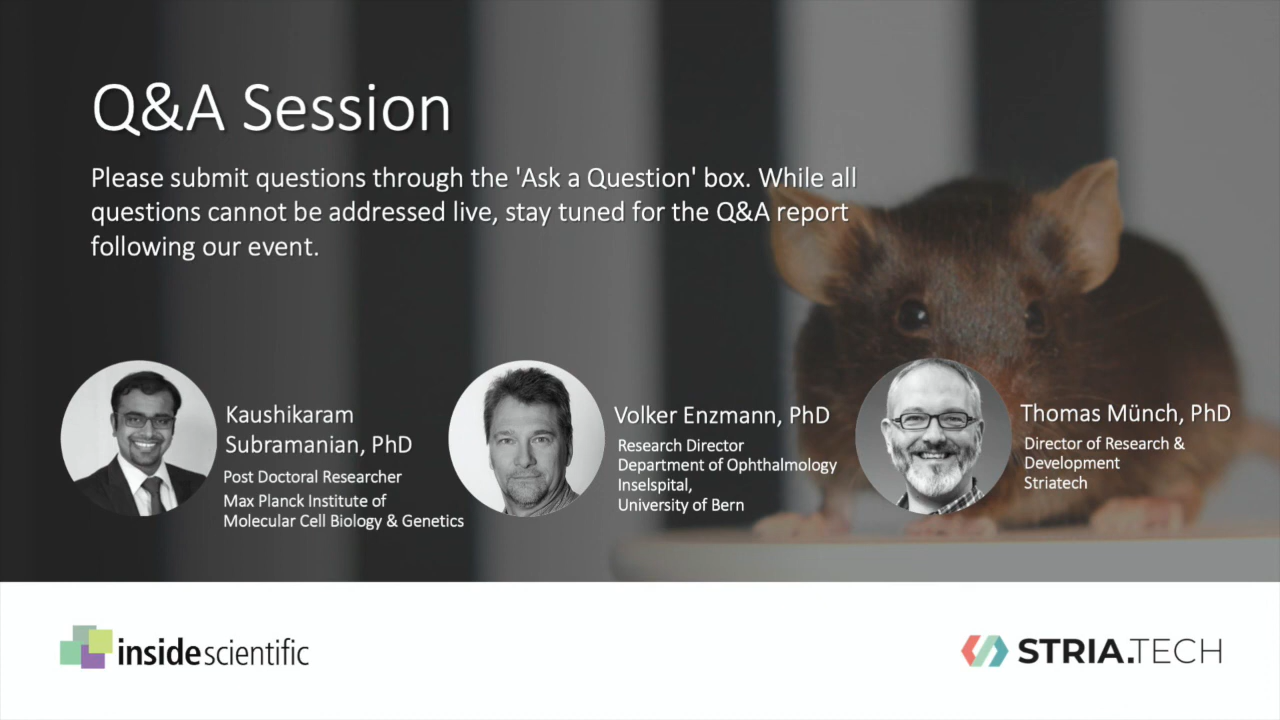 Q&A Session
Please submit questions through the 'Ask a Question' box. While all
questions cannot be addressed live, stay tuned for the Q&A report
following our event.
Kaushikaram
Subramanian, PhD
Post Doctoral Researcher
Max Planck Institute of
Molecular Cell Biology & Genetics
Volker Enzmann, PhD
Research Director
Department of Ophthalmology
Inselspital,
University of Bern
Thomas Münch, PhD
Director of Research &
Development
Striatech
insidescientific
STRIA.TECH